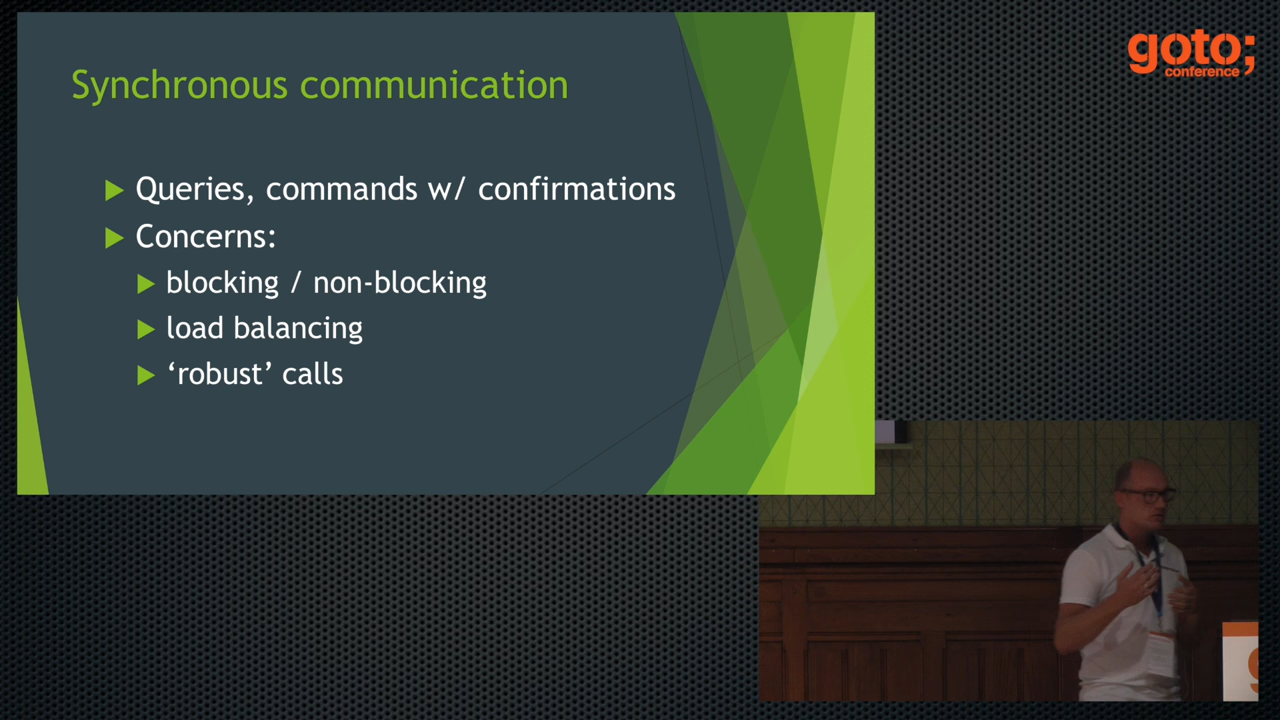 Synchronous communication
Queries, commands w/ confirmations
Concerns:
blocking / non-blocking
load balancing
‘robust’ calls
goto;
conference